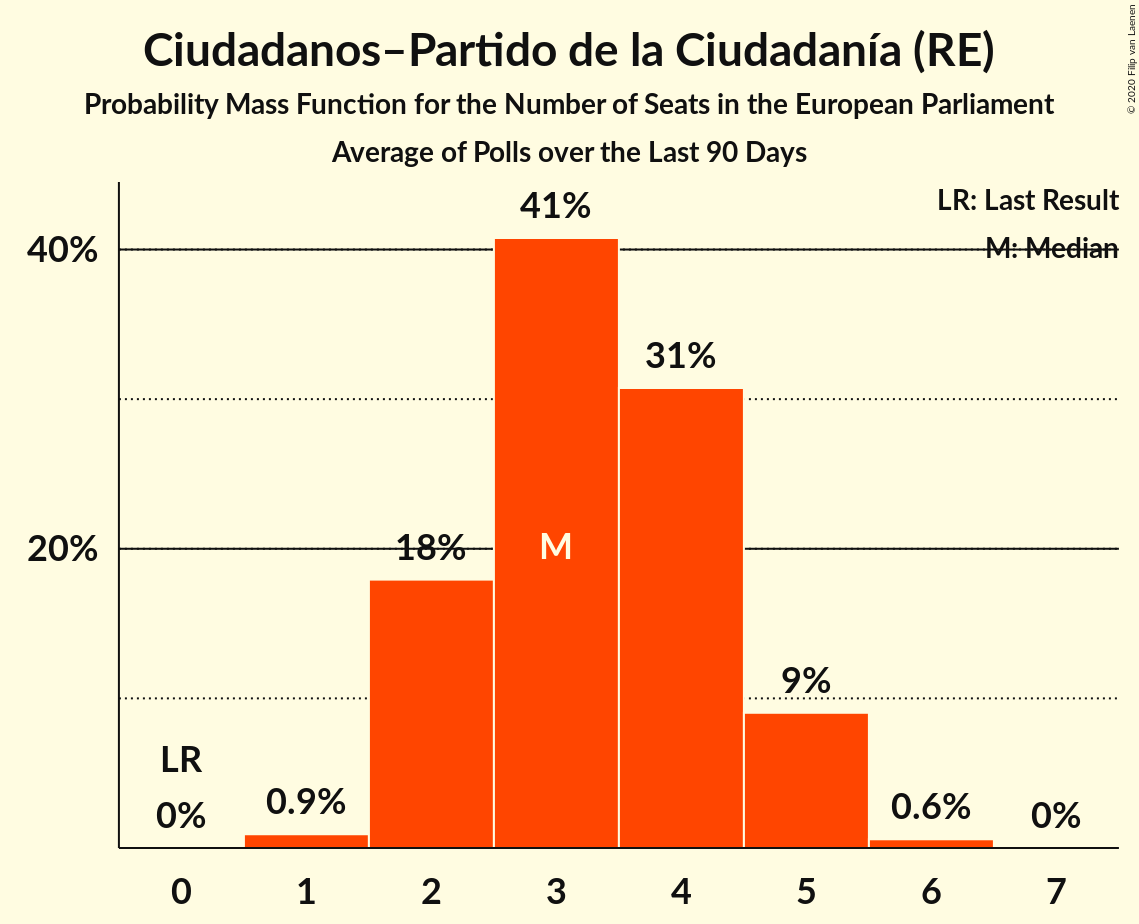 Ciudadanos–Partido de la Ciudadanía (RE)
Probability Mass Function for the Number of Seats in the European Parliament
Average of Polls over the Last 90 Days
© 2020 Filip van Laenen
LR: Last Result
M: Median
40%
20%
41%
31%
18%
M
9%
LR
0%
0.9%
0.6%
0%
0 1 2 3 4 5 6 7